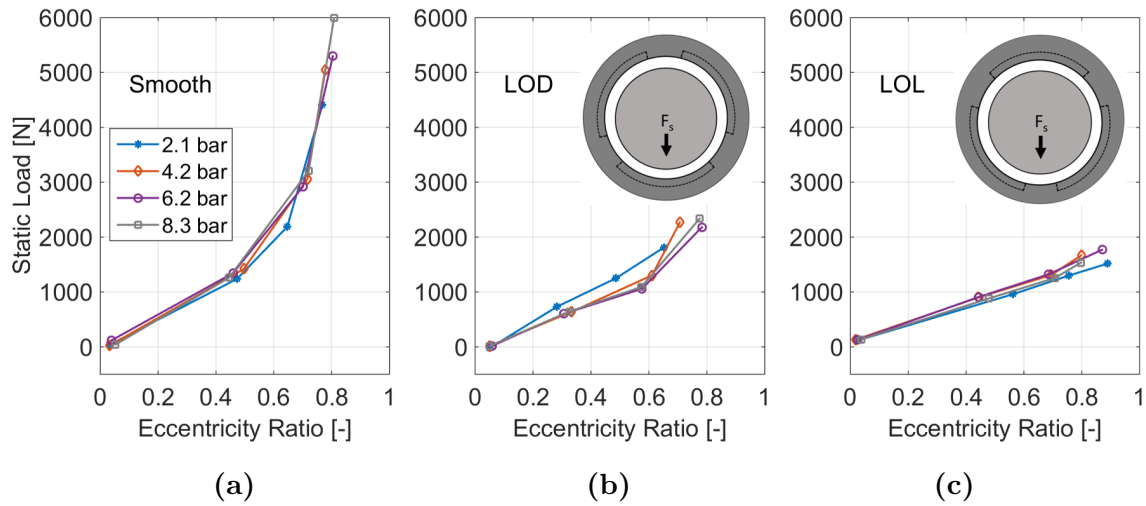 6000
5000
4000
3000
2000
1000
0
Static Load [N]
Smooth
2.1 bar
4.2 bar
6.2 bar
8.3 bar
0 0.2 0.4 0.6 0.8 1
Eccentricity Ratio [-]
(a)
6000
5000
4000
3000
2000
1000
0
LOD
Fs
0 0.2 0.4 0.6 0.8 1
Eccentricity Ratio [-]
(b)
6000
5000
4000
3000
2000
1000
0
LOL
Fs
0 0.2 0.4 0.6 0.8 1
Eccentricity Ratio [-]
(c)